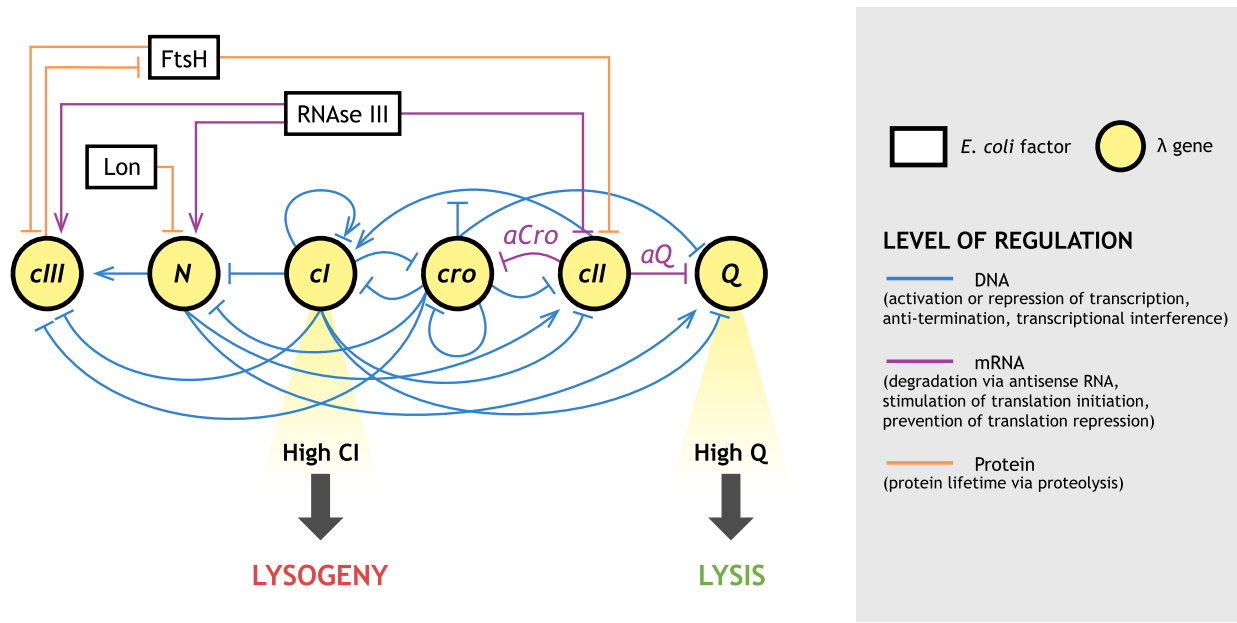 FtsH
RNAse III
Lon
E. coli factor
λ gene
aCro
aQ
cIII
N
cI
cro
cII
Q
LEVEL OF REGULATION
DNA
(activation or repression of transcription,
anti-termination, transcriptional interference)
mRNA
(degradation via antisense RNA,
stimulation of translation initiation,
prevention of translation repression)
Protein
(protein lifetime via proteolysis)
High CI
High Q
LYSOGENY
LYSIS